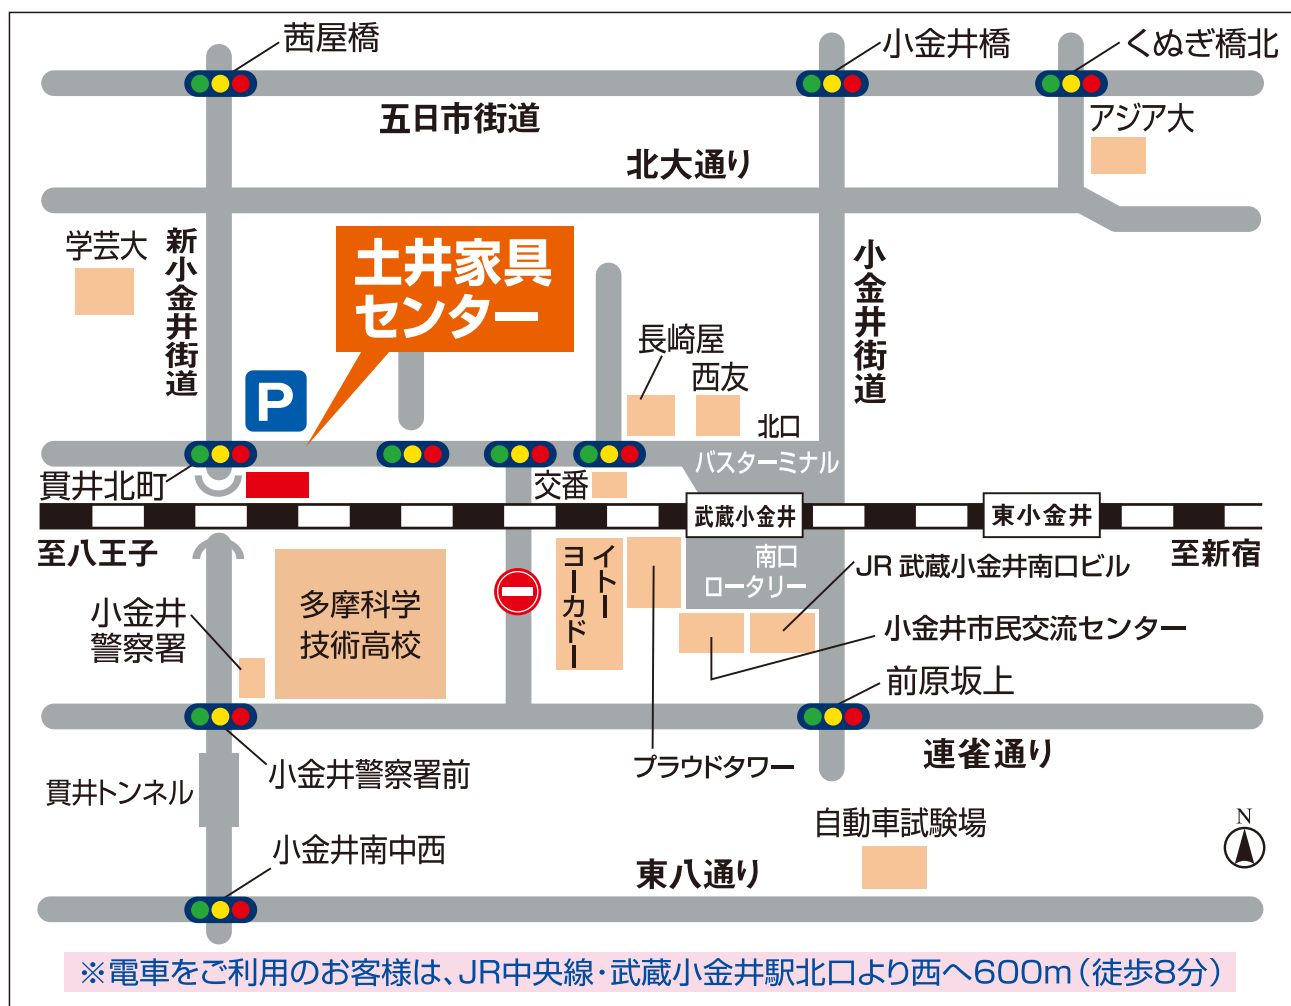 茜屋橋
小金井橋
くぬぎ橋北
五日市街道
アジア大
北大通り
学芸大
新小金井街道
土井家具
センター
小金井街道
長崎屋
西友
P
北口
バスターミナル
貫井北町
交番
武蔵小金井
東小金井
至八王子
至新宿
南口
ロータリー
JR 武蔵小金井南口ビル
イトー
ヨーカドー
小金井
警察署
多摩科学
技術高校
小金井市民交流センター
前原坂上
連雀通り
プラウドタワー
小金井警察署前
貫井トンネル
自動車試験場
N
小金井南中西
東八通り
※電車をご利用のお客様は、JR中央線・武蔵小金井駅北口より西へ600m（徒歩8分）